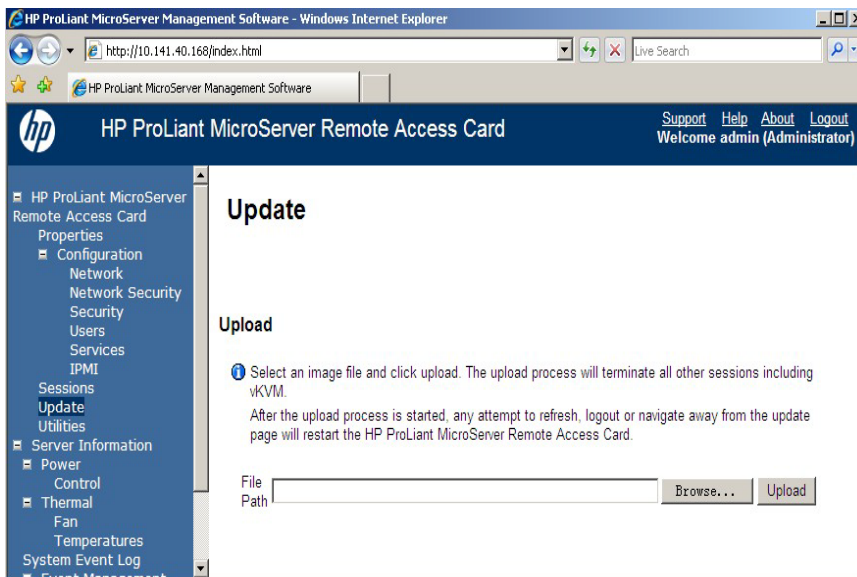 HP ProLiant MicroServer Management Software - Windows Internet Explorer
http://10.141.40.168/index.html
Live Search
HP ProLiant MicroServer Management Software
hp
HP ProLiant MicroServer Remote Access Card
Support Help About Logout
Welcome admin (Administrator)
HP ProLiant MicroServer
Remote Access Card
Properties
Configuration
Network
Network Security
Security
Users
Services
IPMI
Sessions
Update
Utilities
Server Information
Power
Control
Thermal
Fan
Temperatures
System Event Log
Event Management
Update
Upload
Select an image file and click upload. The upload process will terminate all other sessions including
vKVM.
After the upload process is started, any attempt to refresh, logout or navigate away from the update
page will restart the HP ProLiant MicroServer Remote Access Card.
File
Path
Browse...
Upload